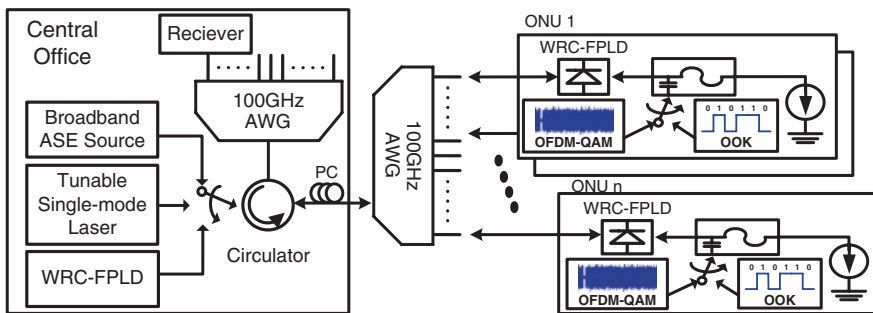 Central
Office
Reciever
100GHz
AWG
Broadband
ASE Source
Tunable
Single-mode
Laser
WRC-FPLD
Circulator
PC
100GHz
AWG
ONU 1
WRC-FPLD
OFDM-QAM
0 1 0 1 1 0
OOK
ONU n
WRC-FPLD
OFDM-QAM
0 1 0 1 1 0
OOK